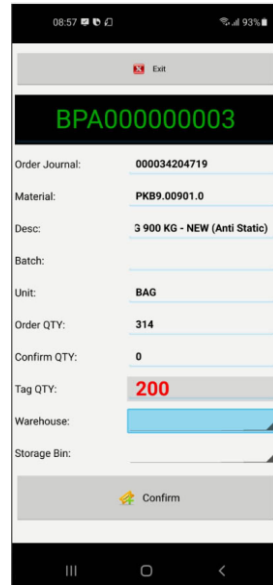 08:57 93%
Exit
BPA000000003
Order Journal: 000034204719
Material: PKB9.00901.0
Desc: 3 900 KG - NEW (Anti Static)
Batch:
Unit: BAG
Order QTY: 314
Confirm QTY: 0
Tag QTY: 200
Warehouse:
Storage Bin:
Confirm